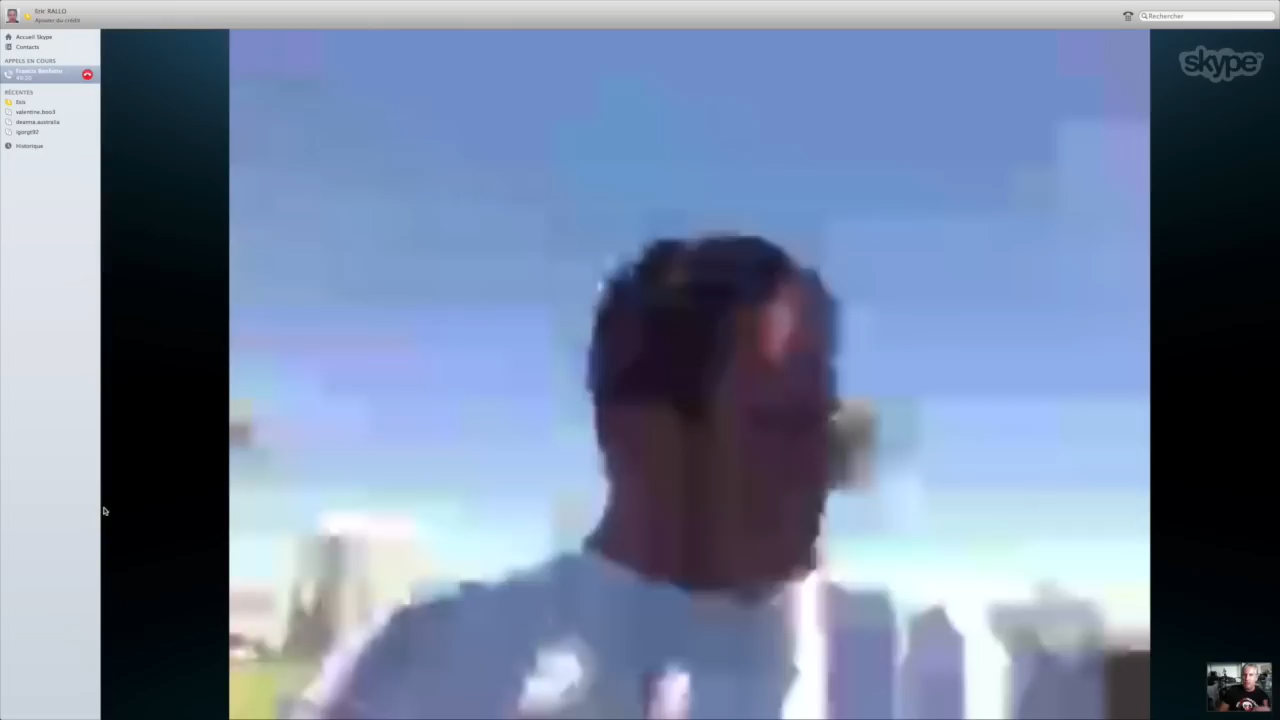 Eric RALLO
Ajouter du crédit
Rechercher
skype
Accueil Skype
Contacts
APPELS EN COURS
Francis
RÉCENTES
valentine.boo3
deanna.australia
Historique